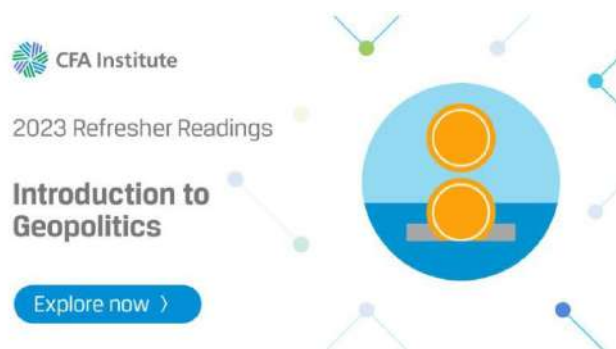 CFA Institute
2023 Refresher Readings
Introduction to
Geopolitics
Explore now 〉